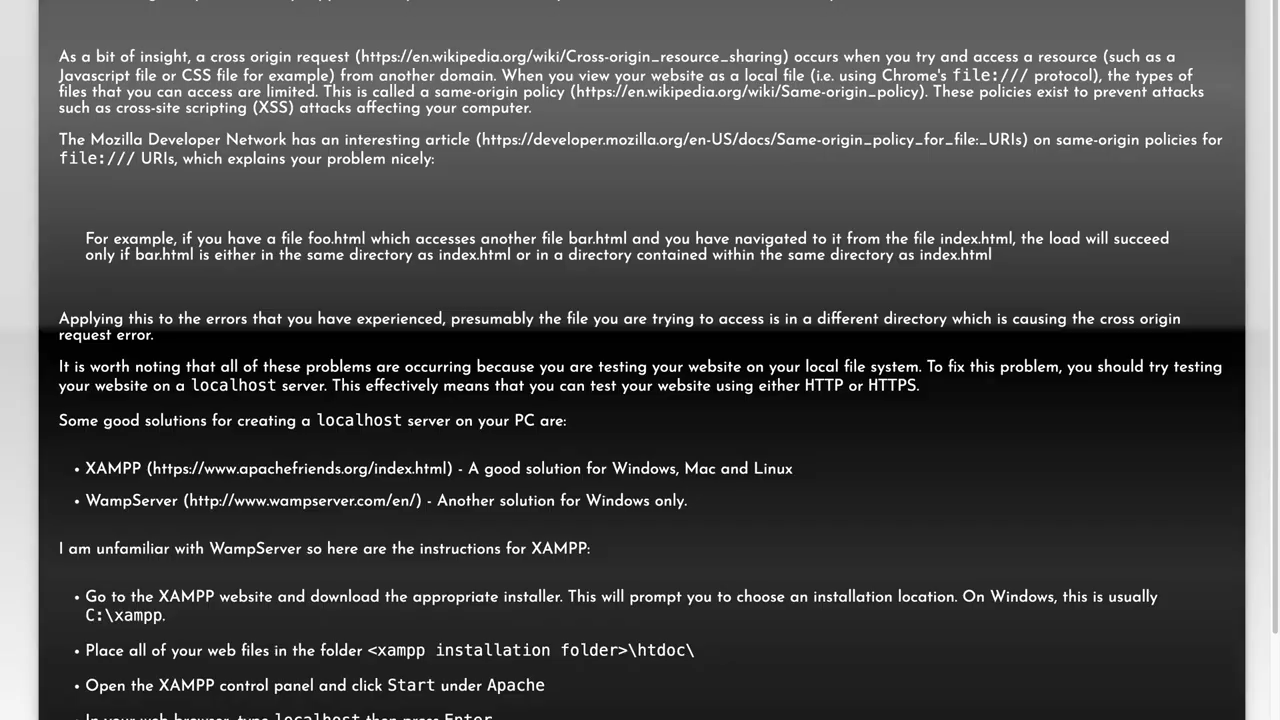 As a bit of insight, a cross origin request (https://en.wikipedia.org/wiki/Cross-origin_resource_sharing) occurs when you try and access a resource (such as a
Javascript file or CSS file for example) from another domain. When you view your website as a local file (i.e. using Chrome's file:/// protocol), the types of
files that you can access are limited. This is called a same-origin policy (https://en.wikipedia.org/wiki/Same-origin_policy). These policies exist to prevent attacks
such as cross-site scripting (XSS) attacks affecting your computer.
The Mozilla Developer Network has an interesting article (https://developer.mozilla.org/en-US/docs/Same-origin_policy_for_file:_URIs) on same-origin policies for
file:/// URIs, which explains your problem nicely:
For example, if you have a file foo.html which accesses another file bar.html and you have navigated to it from the file index.html, the load will succeed
only if bar.html is either in the same directory as index.html or in a directory contained within the same directory as index.html
Applying this to the errors that you have experienced, presumably the file you are trying to access is in a different directory which is causing the cross origin
request error.
It is worth noting that all of these problems are occurring because you are testing your website on your local file system. To fix this problem, you should try testing
your website on a localhost server. This effectively means that you can test your website using either HTTP or HTTPS.
Some good solutions for creating a localhost server on your PC are:
• XAMPP (https://www.apachefriends.org/index.html) - A good solution for Windows, Mac and Linux
• WampServer (http://www.wampserver.com/en/) - Another solution for Windows only.
I am unfamiliar with WampServer so here are the instructions for XAMPP:
• Go to the XAMPP website and download the appropriate installer. This will prompt you to choose an installation location. On Windows, this is usually
C:\xampp.
• Place all of your web files in the folder <xampp installation folder>\htdoc\
• Open the XAMPP control panel and click Start under Apache
• In your web browser, type localhost then press Enter